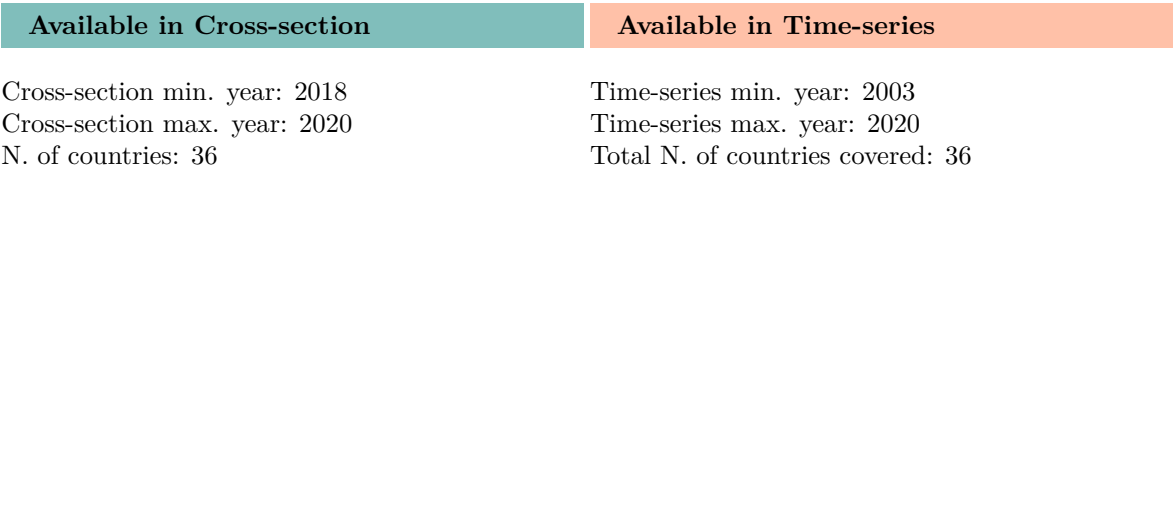 Available in Cross-section
Cross-section min. year: 2018
Cross-section max. year: 2020
N. of countries: 36
Available in Time-series
Time-series min. year: 2003
Time-series max. year: 2020
Total N. of countries covered: 36